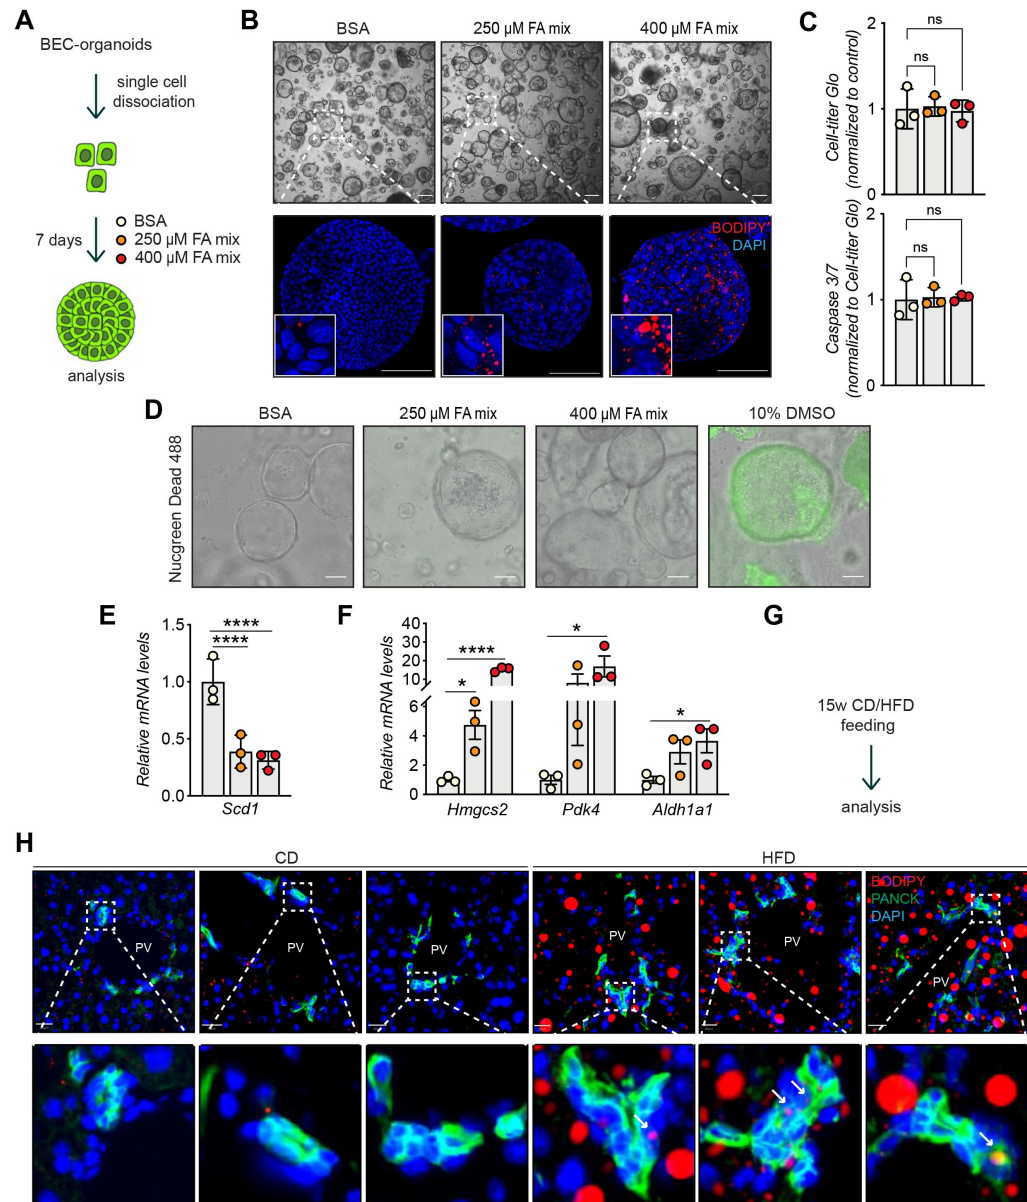 A
BEC-organoids
single cell
dissociation
7 days
BSA
250 µM FA mix
400 µM FA mix
analysis
B
BSA
250 µM FA mix
400 µM FA mix
BODIPY
DAPI
C
Cell-titer Glo
(normalized to control)
2
1
0
ns
ns
Caspase 3/7
(normalized to Cell-titer Glo)
2
1
0
ns
ns
D
BSA
250 µM FA mix
400 µM FA mix
10% DMSO
Nucgreen Dead 488
E
Relative mRNA levels
1.5
1.0
0.5
0.0
****
****
Scd1
F
Relative mRNA levels
40
30
20
10
6
4
2
0
****
*
*
*
Hmgcs2
Pdk4
Aldh1a1
G
15w CD/HFD
feeding
analysis
H
CD
HFD
PV
PV
PV
PV
PV
PV
BODIPY
PANCK
DAPI